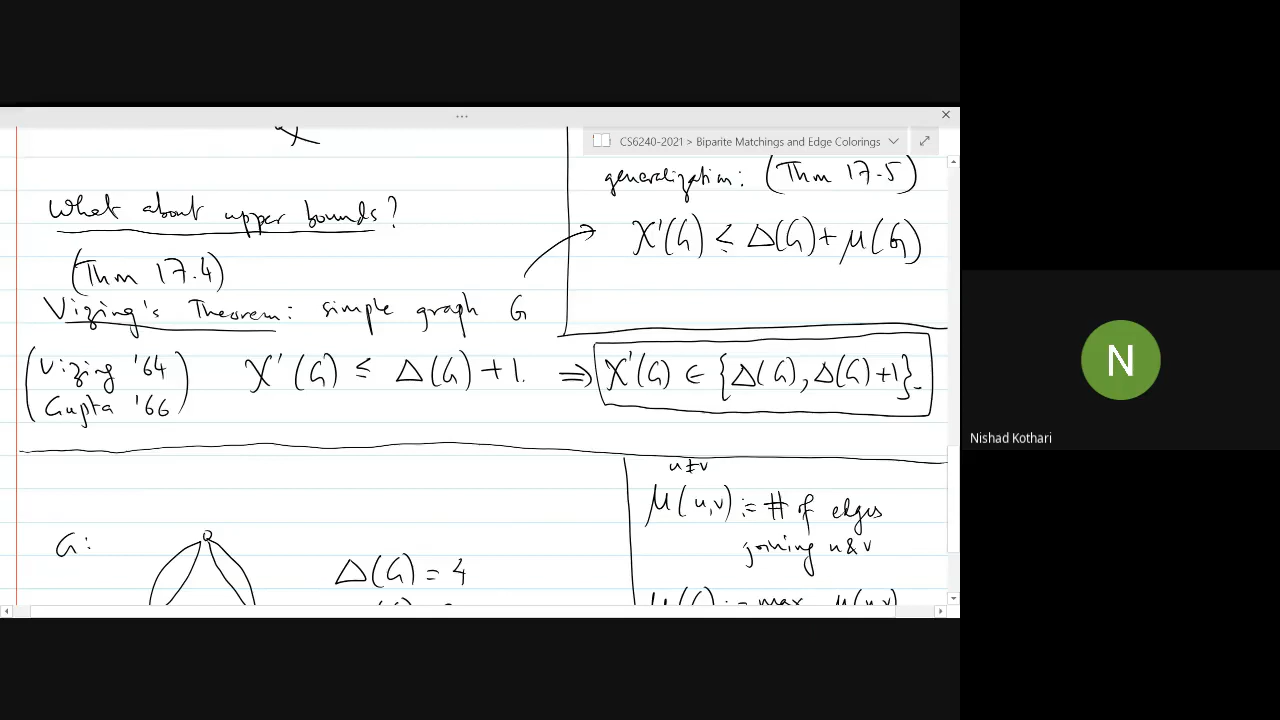 CS6240-2021 > Biparite Matchings and Edge Colorings
generalization: (Thm 17.5)
χ'(G) ≤ Δ(G) + μ(G)
What about upper bounds?
(Thm 17.4)
Vizing's Theorem: simple graph G
(Vizing '64
Gupta '66)
χ'(G) ≤ Δ(G) + 1. ⇒ χ'(G) ∈ {Δ(G), Δ(G)+1}.
u≠v
μ(u,v) := # of edges
joining u & v
G:
Δ(G) = 4
μ(G) := max μ(u,v)
N
Nishad Kothari